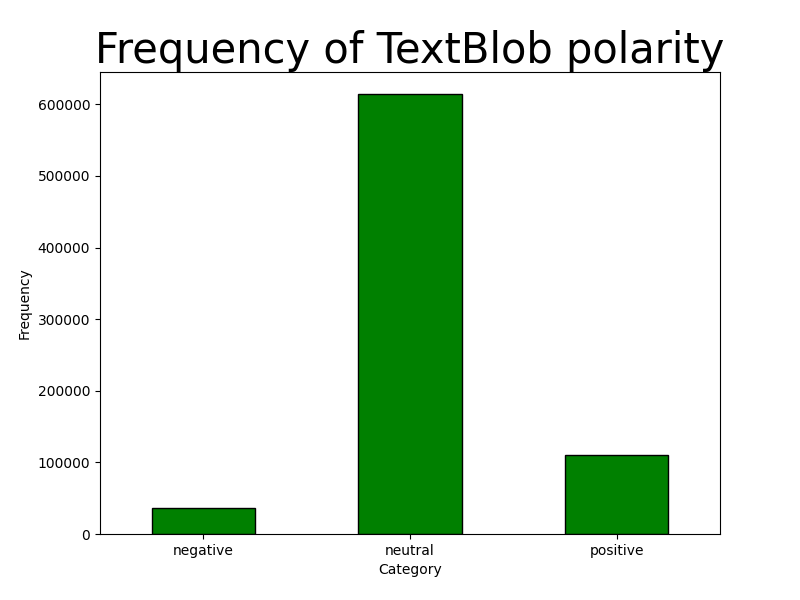 Frequency of TextBlob polarity
600000
500000
400000
300000
200000
100000
0
Frequency
negative neutral positive
Category